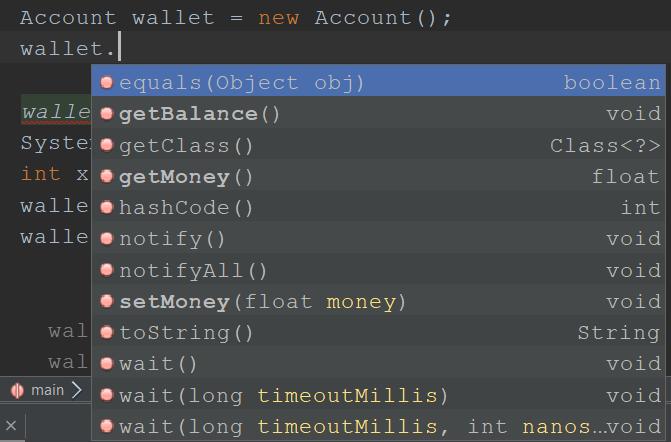 Account wallet = new Account();
wallet.
equals(Object obj) boolean
walle getBalance() void
Syste getClass() Class<?>
int x getMoney() float
walle hashCode() int
walle notify() void
notifyAll() void
setMoney(float money) void
wal toString() String
wal wait() void
main wait(long timeoutMillis) void
wait(long timeoutMillis, int nanos…void